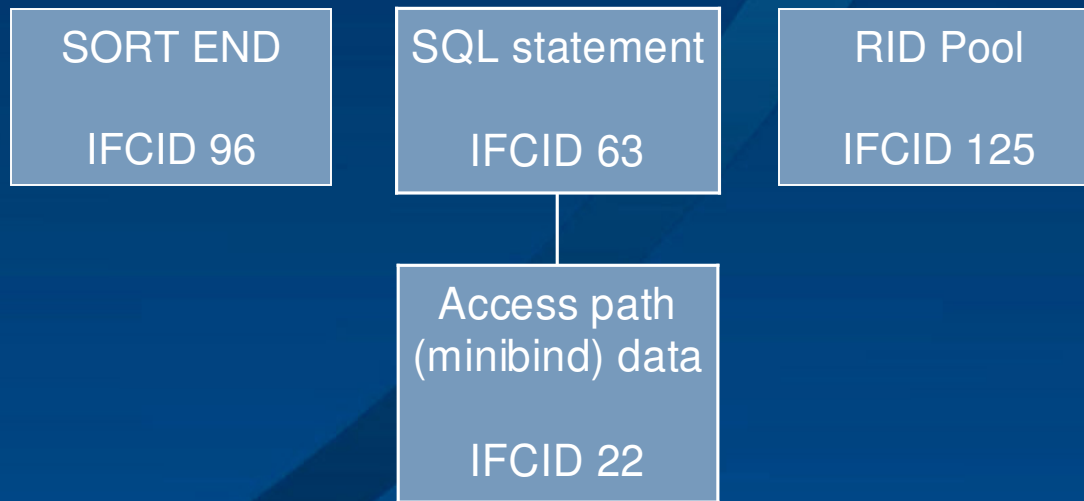 SORT END
IFCID 96
SQL statement
IFCID 63
RID Pool
IFCID 125
Access path
(minibind) data
IFCID 22